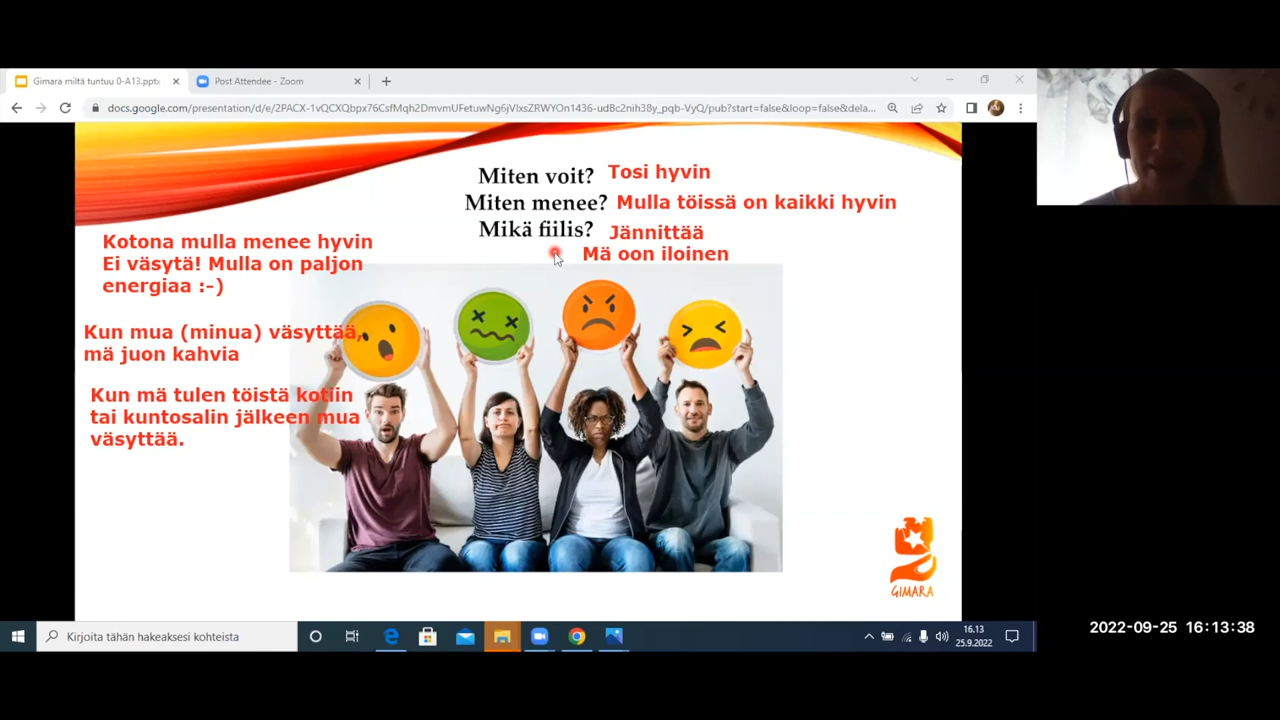 Gimara miltä tuntuu 0-A13.pptx
Post Attendee - Zoom
docs.google.com/presentation/d/e/2PACX-1vQCXQbpx76CsfMqh2DmvmUFetuwNg6jVlxsZRWYOn1436-udBc2nih38y_pqb-VyQ/pub?start=false&loop=false&dela...
Miten voit? Tosi hyvin
Miten menee? Mulla töissä on kaikki hyvin
Mikä fiilis? Jännittää
Mä oon iloinen
Kotona mulla menee hyvin
Ei väsytä! Mulla on paljon
energiaa :-)
Kun mua (minua) väsyttää,
mä juon kahvia
Kun mä tulen töistä kotiin
tai kuntosalin jälkeen mua
väsyttää.
GIMARA
Kirjoita tähän hakeaksesi kohteista
16.13
25.9.2022
2022-09-25 16:13:38